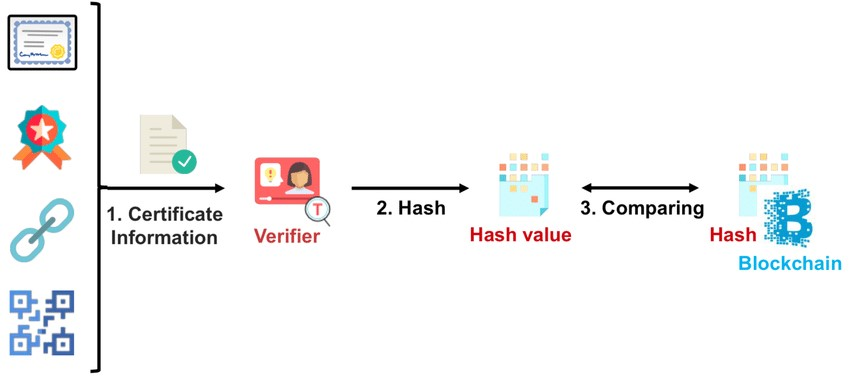 1. Certificate
Information
Verifier
T
2. Hash
Hash value
3. Comparing
Hash
B
Blockchain